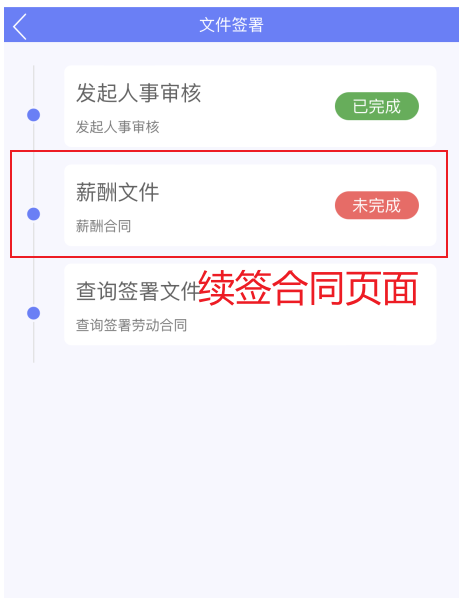 文件签署
发起人事审核
已完成
发起人事审核
薪酬文件
未完成
薪酬合同
查询签署文件
续签合同页面
查询签署劳动合同